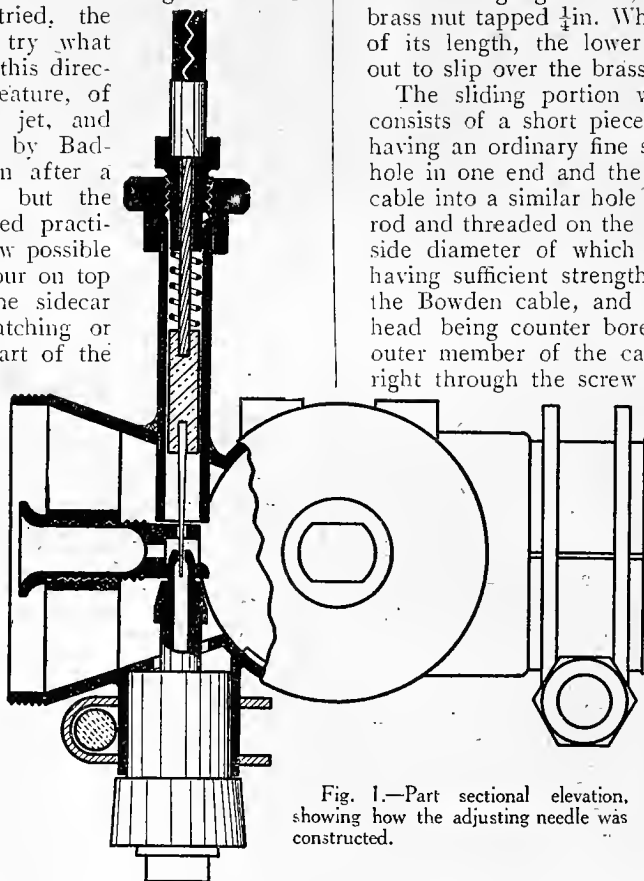 tried, the
try what
this direc-
eature, of
jet, and
by Bad-
n after a
but the
ed practi-
w possible
our on top
ne sidecar
atching or
art of the
brass nut tapped ¼in. Wh
of its length, the lower
out to slip over the brass
The sliding portion w
consists of a short piece
having an ordinary fine s
hole in one end and the
cable into a similar hole
rod and threaded on the
side diameter of which
having sufficient strength
the Bowden cable, and
head being counter bore
outer member of the ca
right through the screw
Fig. 1.—Part sectional elevation,
showing how the adjusting needle was
constructed.